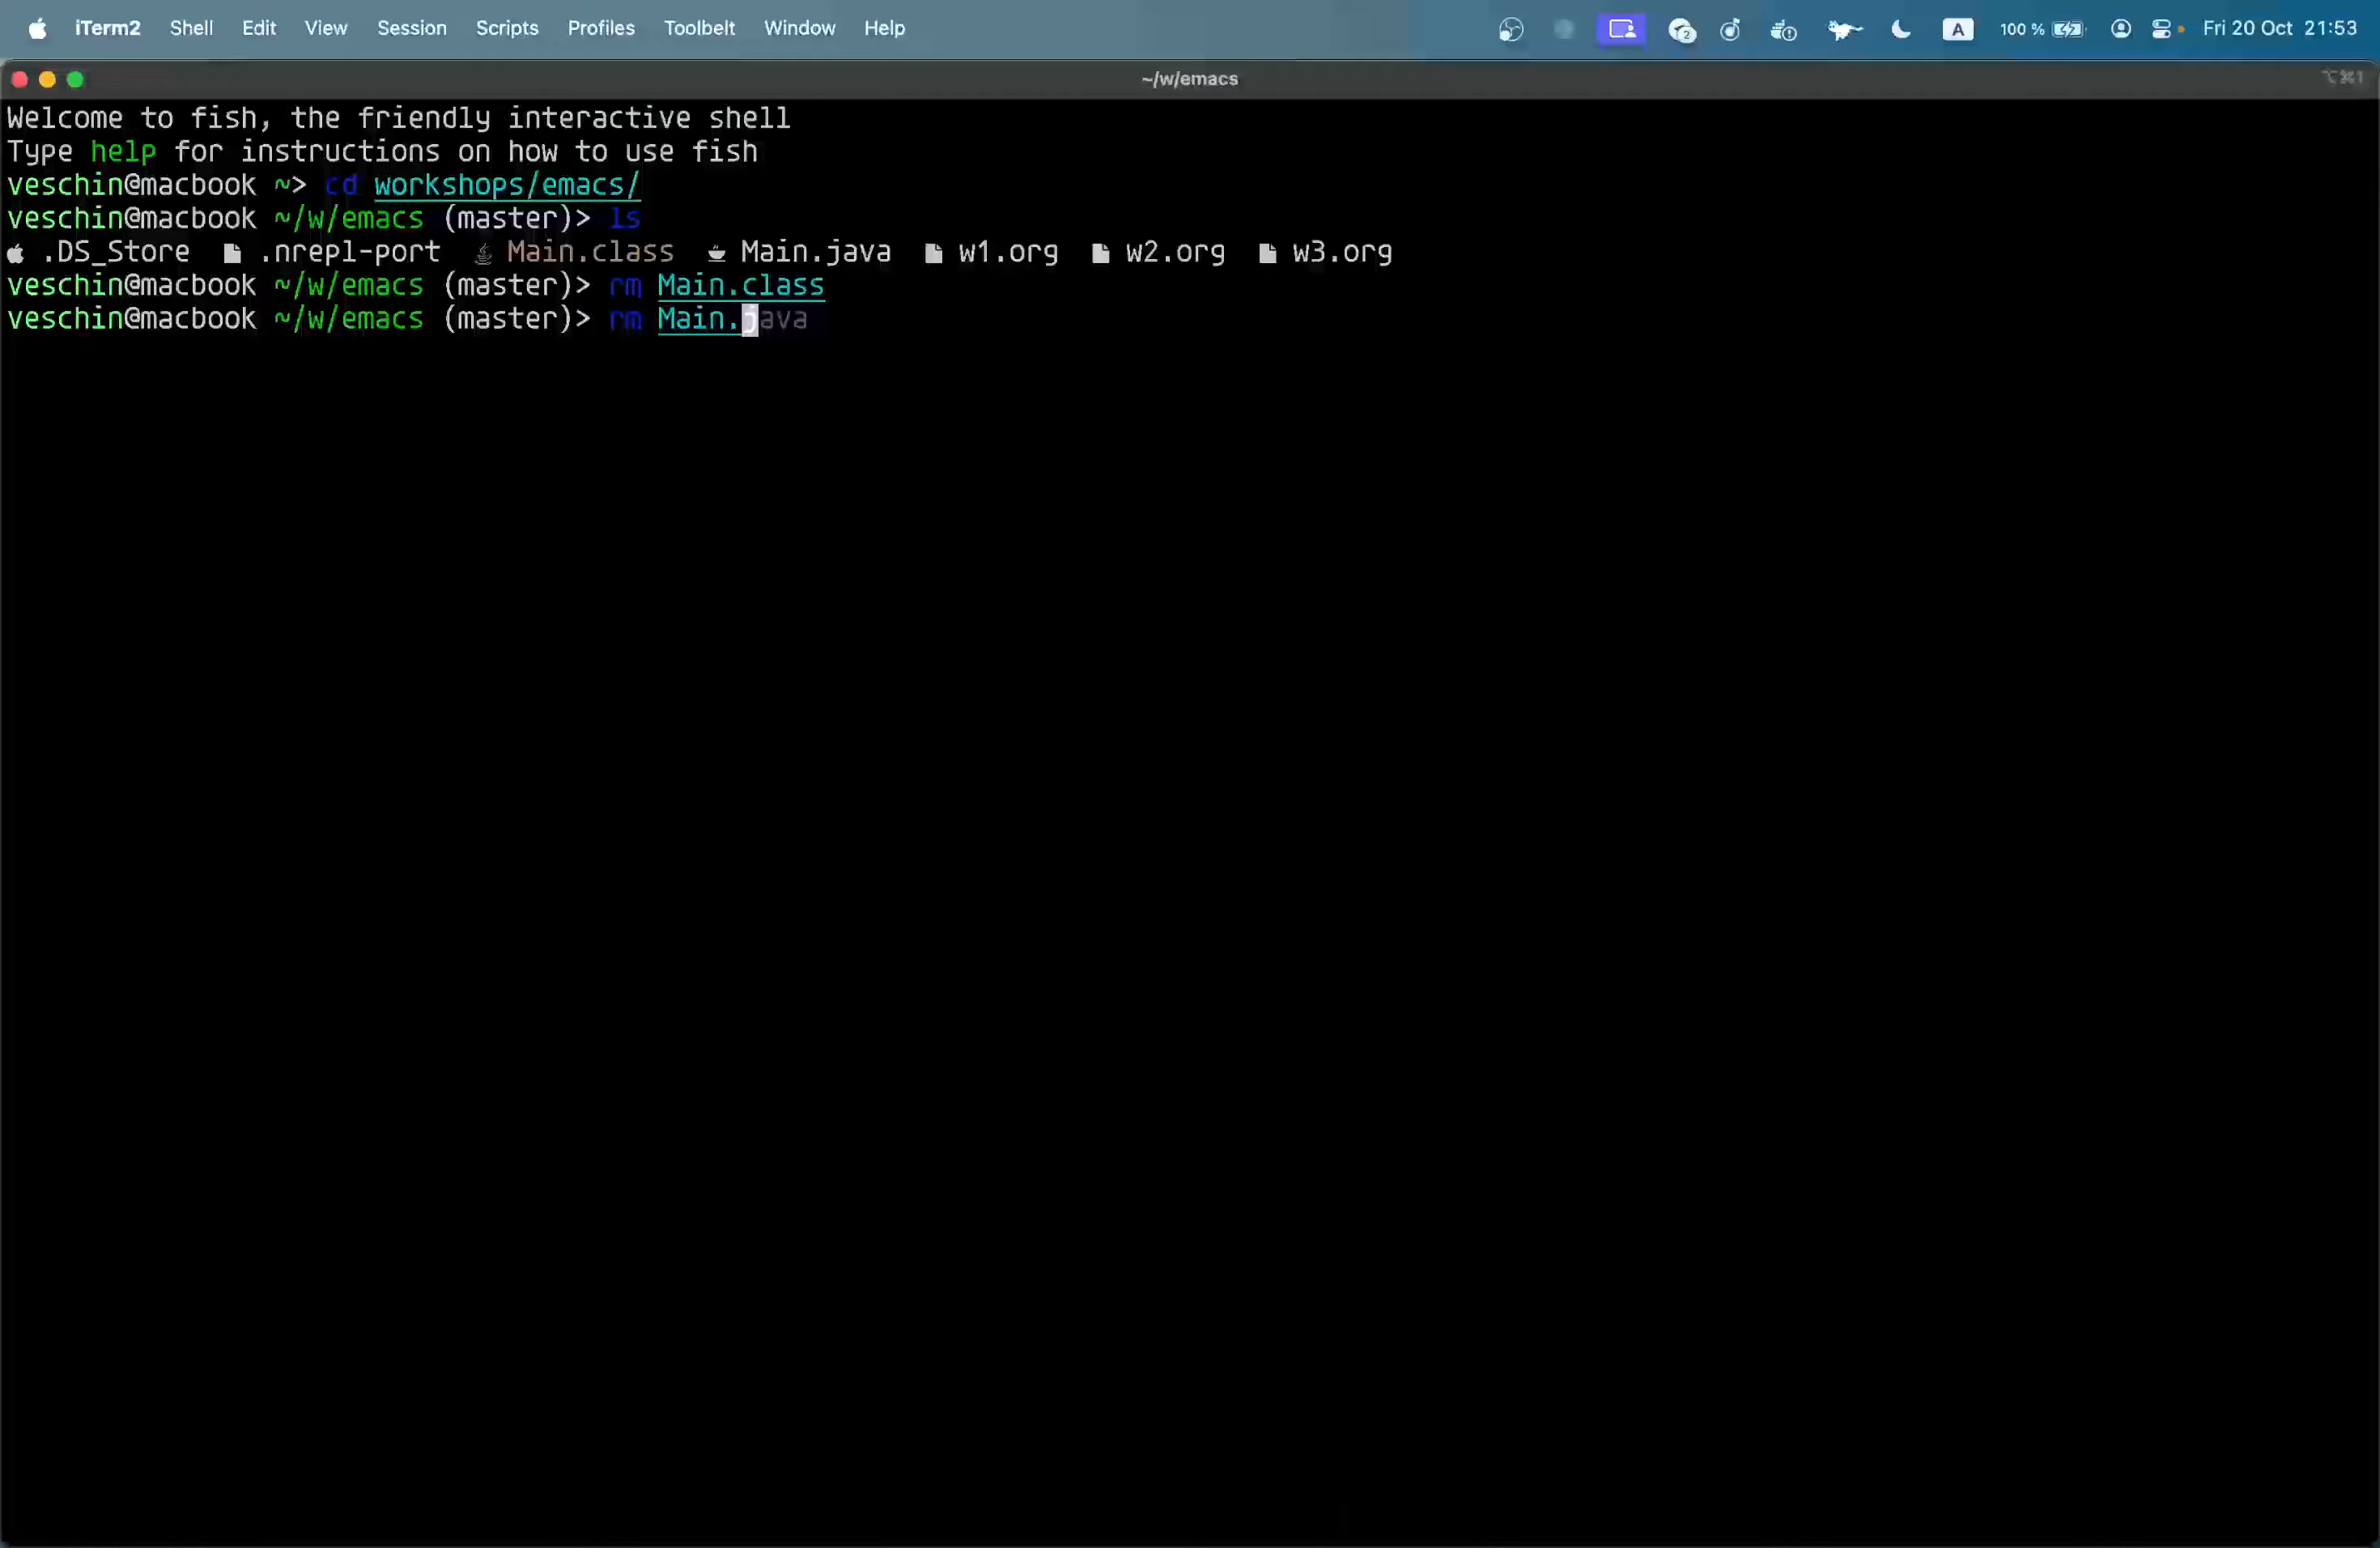 iTerm2 Shell Edit View Session Scripts Profiles Toolbelt Window Help 2 A 100 % Fri 20 Oct 21:53
~/w/emacs ⌥⌘1
Welcome to fish, the friendly interactive shell
Type help for instructions on how to use fish
veschin@macbook ~> cd workshops/emacs/
veschin@macbook ~/w/emacs (master)> ls
.DS_Store .nrepl-port Main.class Main.java w1.org w2.org w3.org
veschin@macbook ~/w/emacs (master)> rm Main.class
veschin@macbook ~/w/emacs (master)> rm Main.java